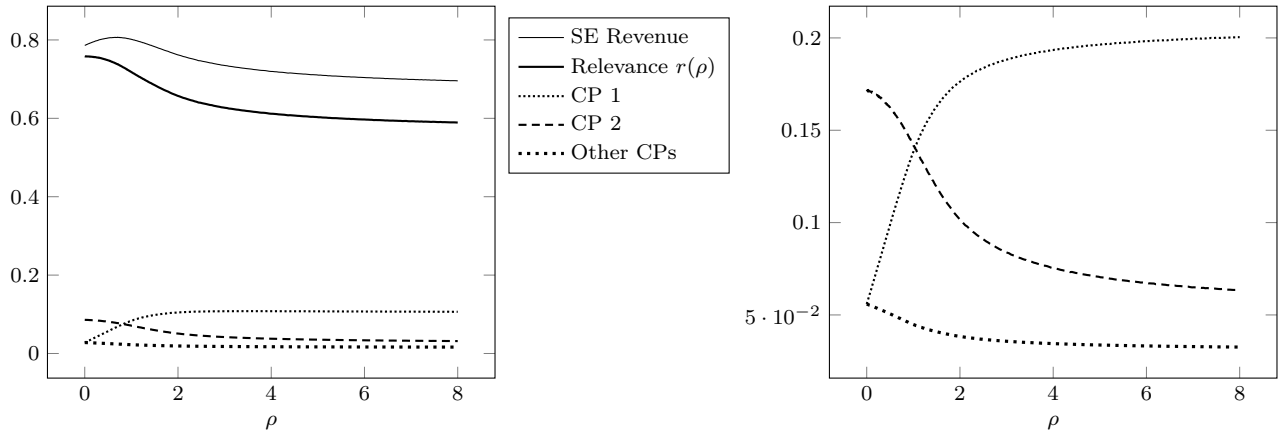 0.8
0.6
0.4
0.2
0
0 2 4 6 8
ρ
SE Revenue
Relevance r(ρ)
CP 1
CP 2
Other CPs
0.2
0.15
0.1
5 · 10⁻²
0 2 4 6 8
ρ